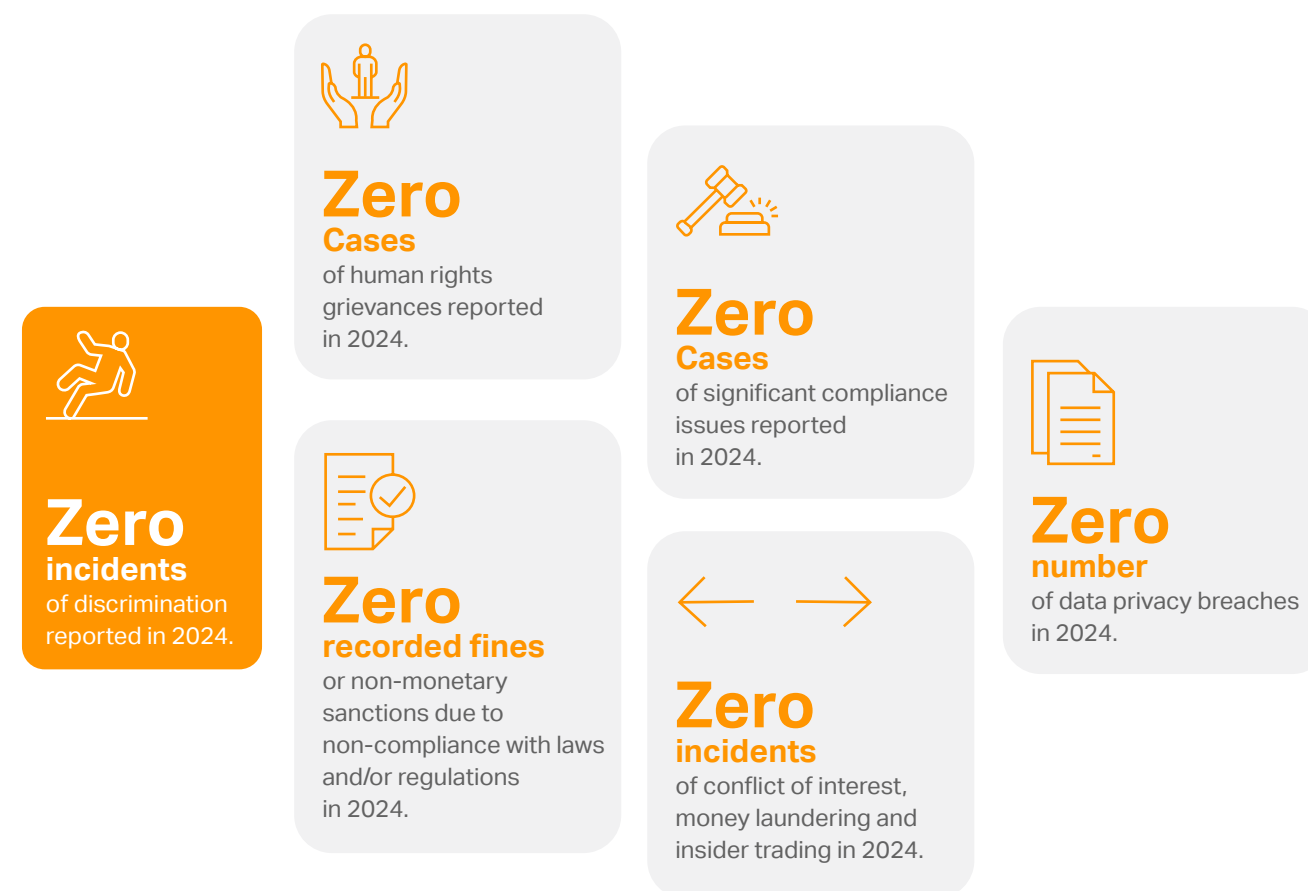 Zero
incidents
of discrimination
reported in 2024.
Zero
Cases
of human rights
grievances reported
in 2024.
Zero
recorded fines
or non-monetary
sanctions due to
non-compliance with laws
and/or regulations
in 2024.
Zero
Cases
of significant compliance
issues reported
in 2024.
Zero
incidents
of conflict of interest,
money laundering and
insider trading in 2024.
Zero
number
of data privacy breaches
in 2024.